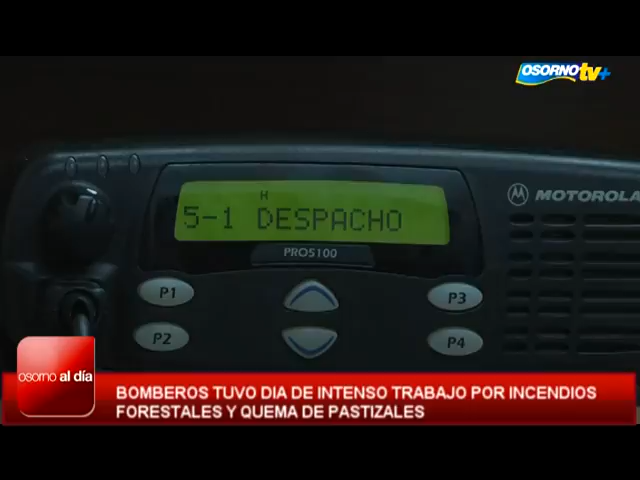 OSORNO tv+
H
5-1 DESPACHO
MOTOROLA
PRO5100
P1
P3
P2
P4
osorno al día
BOMBEROS TUVO DIA DE INTENSO TRABAJO POR INCENDIOS
FORESTALES Y QUEMA DE PASTIZALES